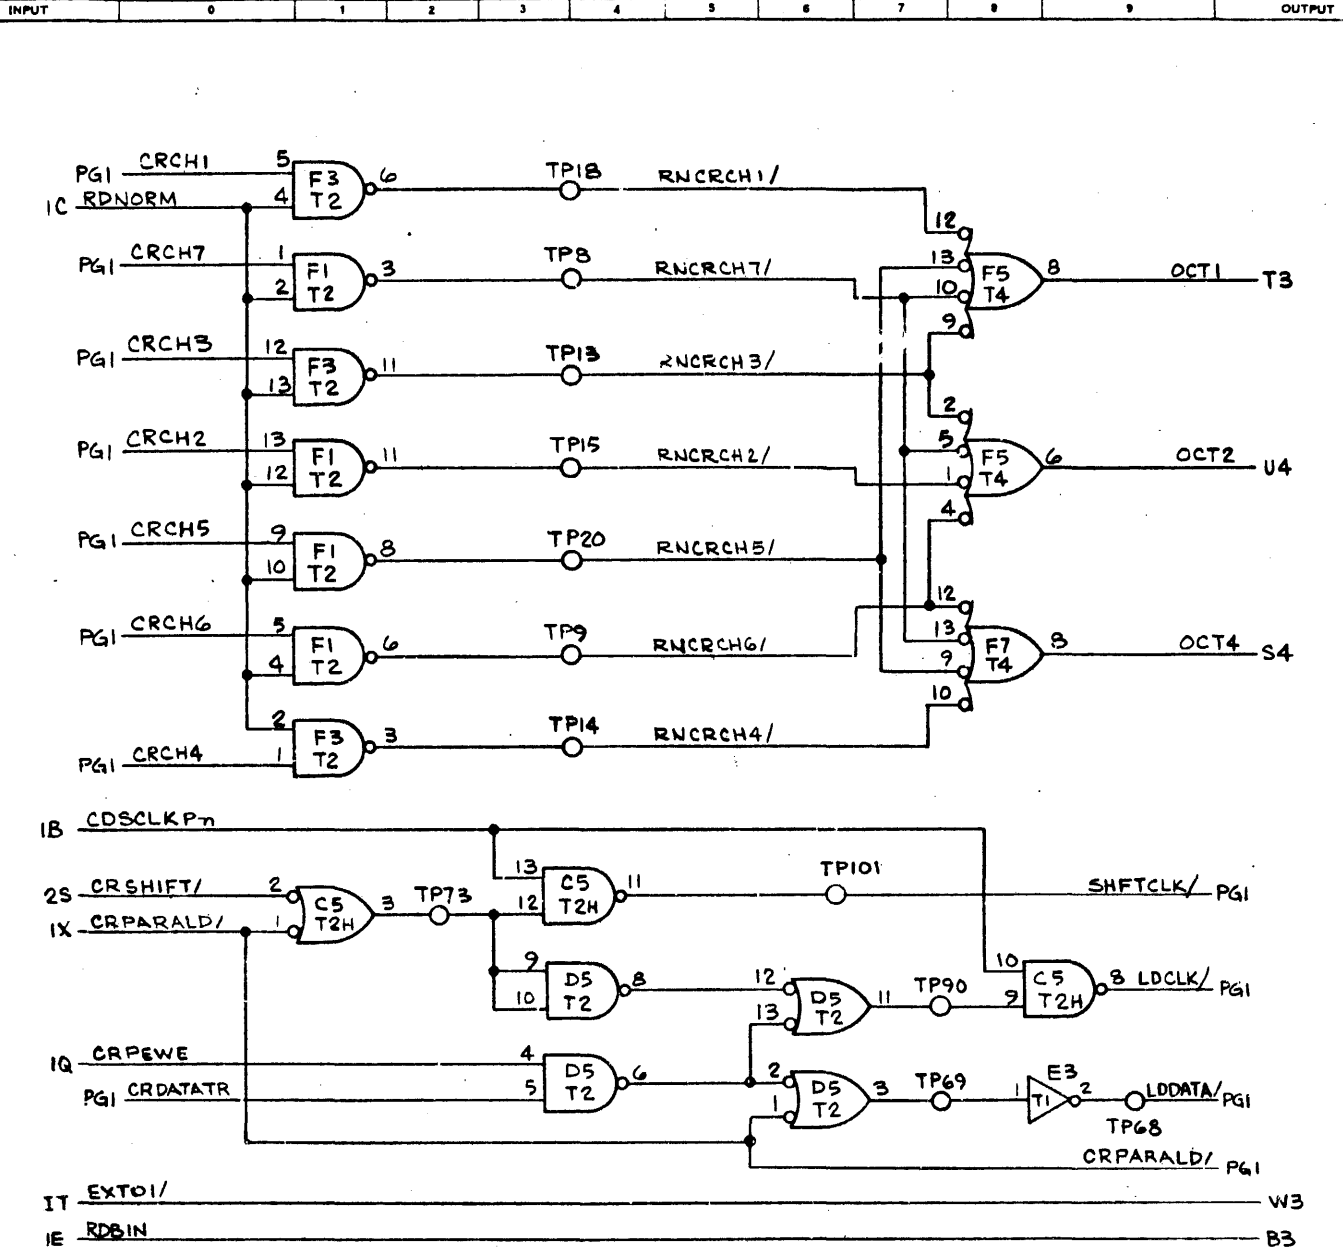 INPUT 0 1 2 3 4 5 6 7 8 9 OUTPUT
PG1 CRCH1 5 F3 T2 6 TP18 RNCRCH1/ 12
1C RDNORM 4
PG1 CRCH7 1 2 F1 T2 3 TP8 RNCRCH7/ 13 10 9 F5 T4 8 OCT1 T3
PG1 CRCH3 12 13 F3 T2 11 TP13 RNCRCH3/
PG1 CRCH2 13 12 F1 T2 11 TP15 RNCRCH2/ 2 5 1 4 F5 T4 6 OCT2 U4
PG1 CRCH5 9 10 F1 T2 8 TP20 RNCRCH5/
PG1 CRCH6 5 4 F1 T2 6 TP9 RNCRCH6/ 12 13 9 10 F7 T4 8 OCT4 S4
PG1 CRCH4 2 1 F3 T2 3 TP14 RNCRCH4/
1B CDSCLKPn
13 12 C5 T2H 11 TP101 SHFTCLK/ PG1
2S CRSHIFT/ 2 C5 T2H 3 TP73
1X CRPARALD/ 1
9 10 D5 T2 8 12 13 D5 T2 11 TP90 10 9 C5 T2H 8 LDCLK/ PG1
1Q CRPEWE 4 D5 T2 6 2 1 D5 T2 3 TP69 1 E3 T1 2 LDDATA/ PG1
PG1 CRDATATR 5
TP68
CRPARALD/ PG1
1T EXT01/ W3
1E RDBIN B3